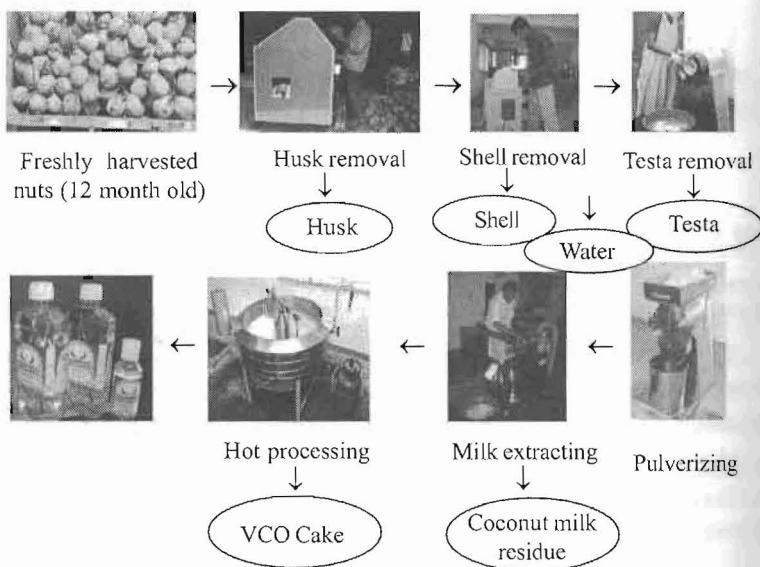 Freshly harvested
nuts (12 month old)
Husk removal
Shell removal
Testa removal
Husk
Shell
Water
Testa
Hot processing
Milk extracting
Pulverizing
VCO Cake
Coconut milk
residue